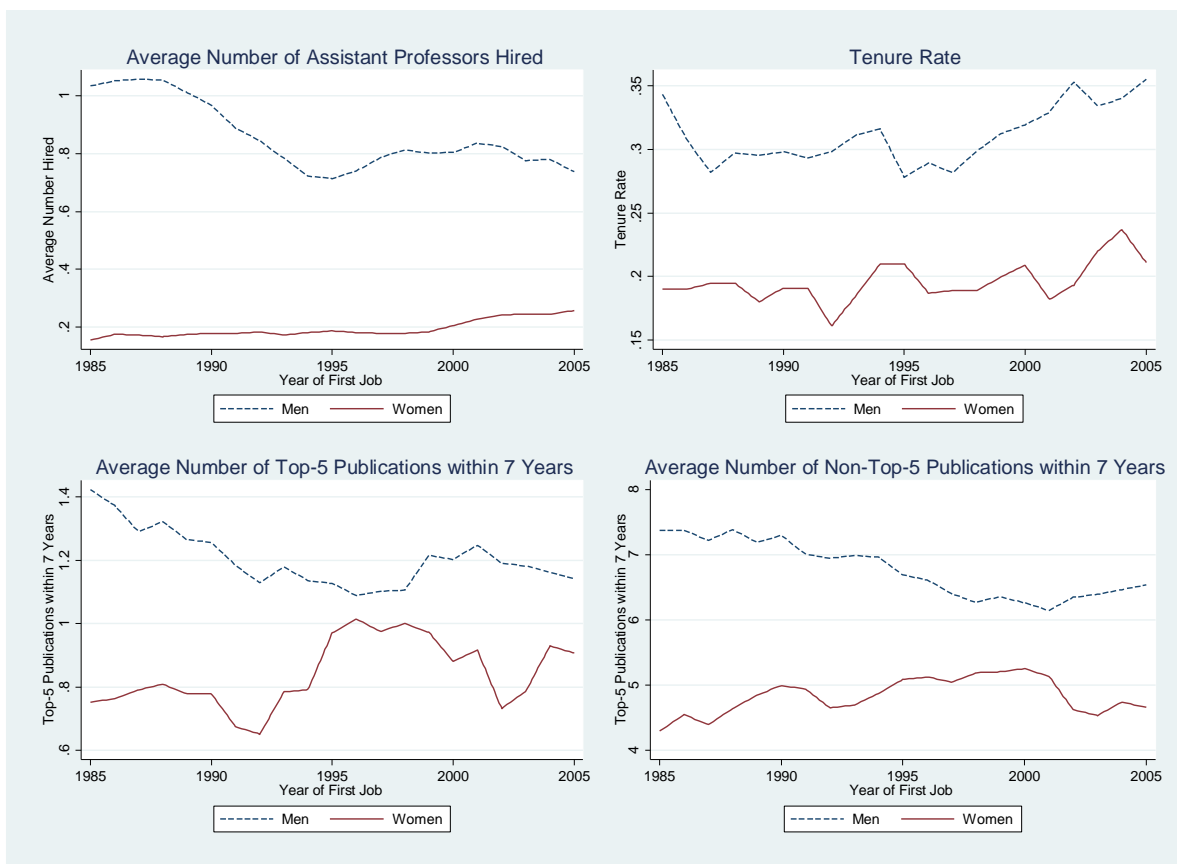 Average Number of Assistant Professors Hired
Average Number Hired
1
.8
.6
.4
.2
1985 1990 1995 2000 2005
Year of First Job
Men Women
Tenure Rate
Tenure Rate
.35
.3
.25
.2
.15
1985 1990 1995 2000 2005
Year of First Job
Men Women
Average Number of Top-5 Publications within 7 Years
Top-5 Publications within 7 Years
1.4
1.2
1
.8
.6
1985 1990 1995 2000 2005
Year of First Job
Men Women
Average Number of Non-Top-5 Publications within 7 Years
Top-5 Publications within 7 Years
8
7
6
5
4
1985 1990 1995 2000 2005
Year of First Job
Men Women